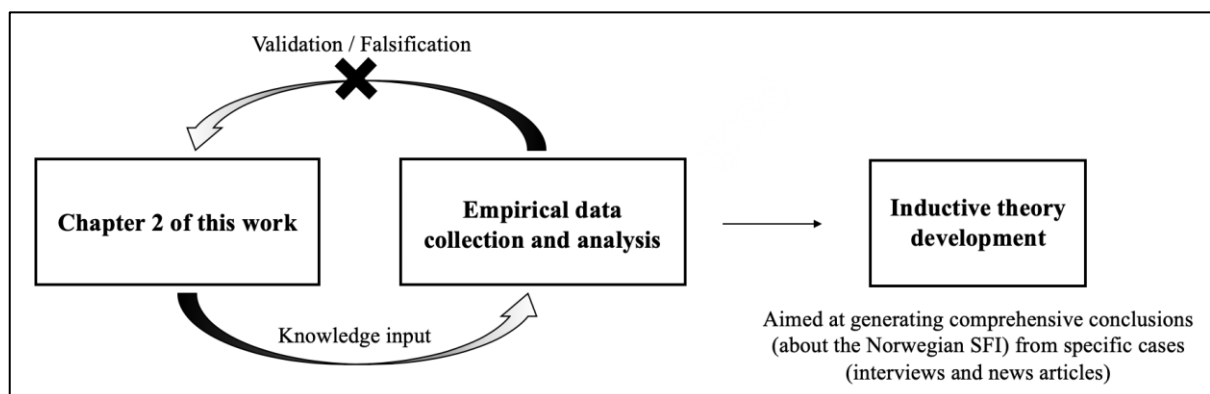 Validation / Falsification
Chapter 2 of this work
Empirical data
collection and analysis
Inductive theory
development
Knowledge input
Aimed at generating comprehensive conclusions
(about the Norwegian SFI) from specific cases
(interviews and news articles)